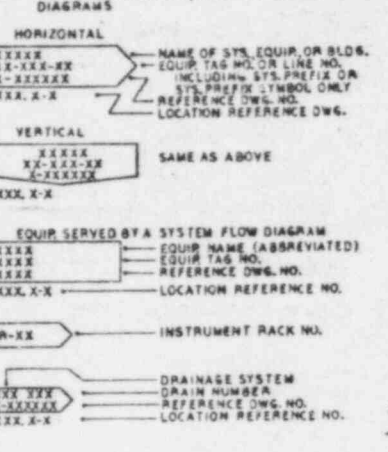 DIAGRAMS
HORIZONTAL
XXXXX NAME OF SYS. EQUIP. OR BLDG.
X-XXX-XX EQUIP. TAG NO. OR LINE NO.
INCLUDING SYS. PREFIX OR
X-XXXXXX SYS. PREFIX SYMBOL ONLY
REFERENCE DWG. NO.
XXX, X-X LOCATION REFERENCE DWG.
VERTICAL
XXXXX SAME AS ABOVE
XX-XXX-XX
X-XXXXXX
XXX, X-X
EQUIP. SERVED BY A SYSTEM FLOW DIAGRAM
XXXX EQUIP. NAME (ABBREVIATED)
XXXX EQUIP. TAG NO.
XXXX REFERENCE DWG. NO.
XXX, X-X LOCATION REFERENCE NO.
R-XX INSTRUMENT RACK NO.
DRAINAGE SYSTEM
XX XXX DRAIN NUMBER
-XXXXXX REFERENCE DWG. NO.
XX, X-X LOCATION REFERENCE NO.